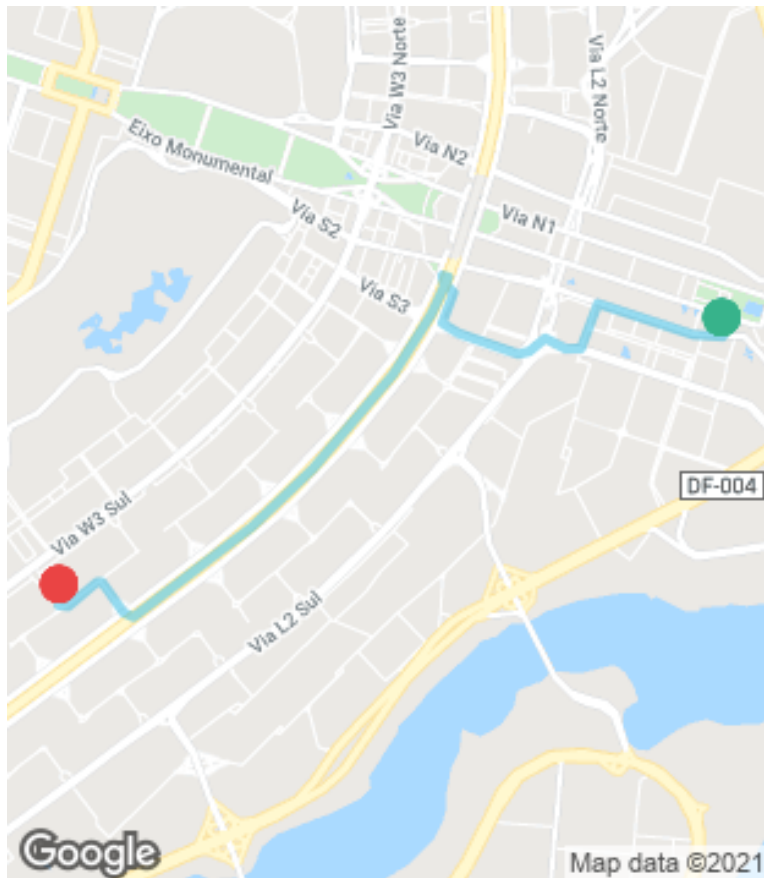 Via W3 Norte
Via L2 Norte
Eixo Monumental
Via N2
Via S2
Via N1
Via S3
DF-004
Via W3 Sul
Via L2 Sul
Google
Map data ©2021